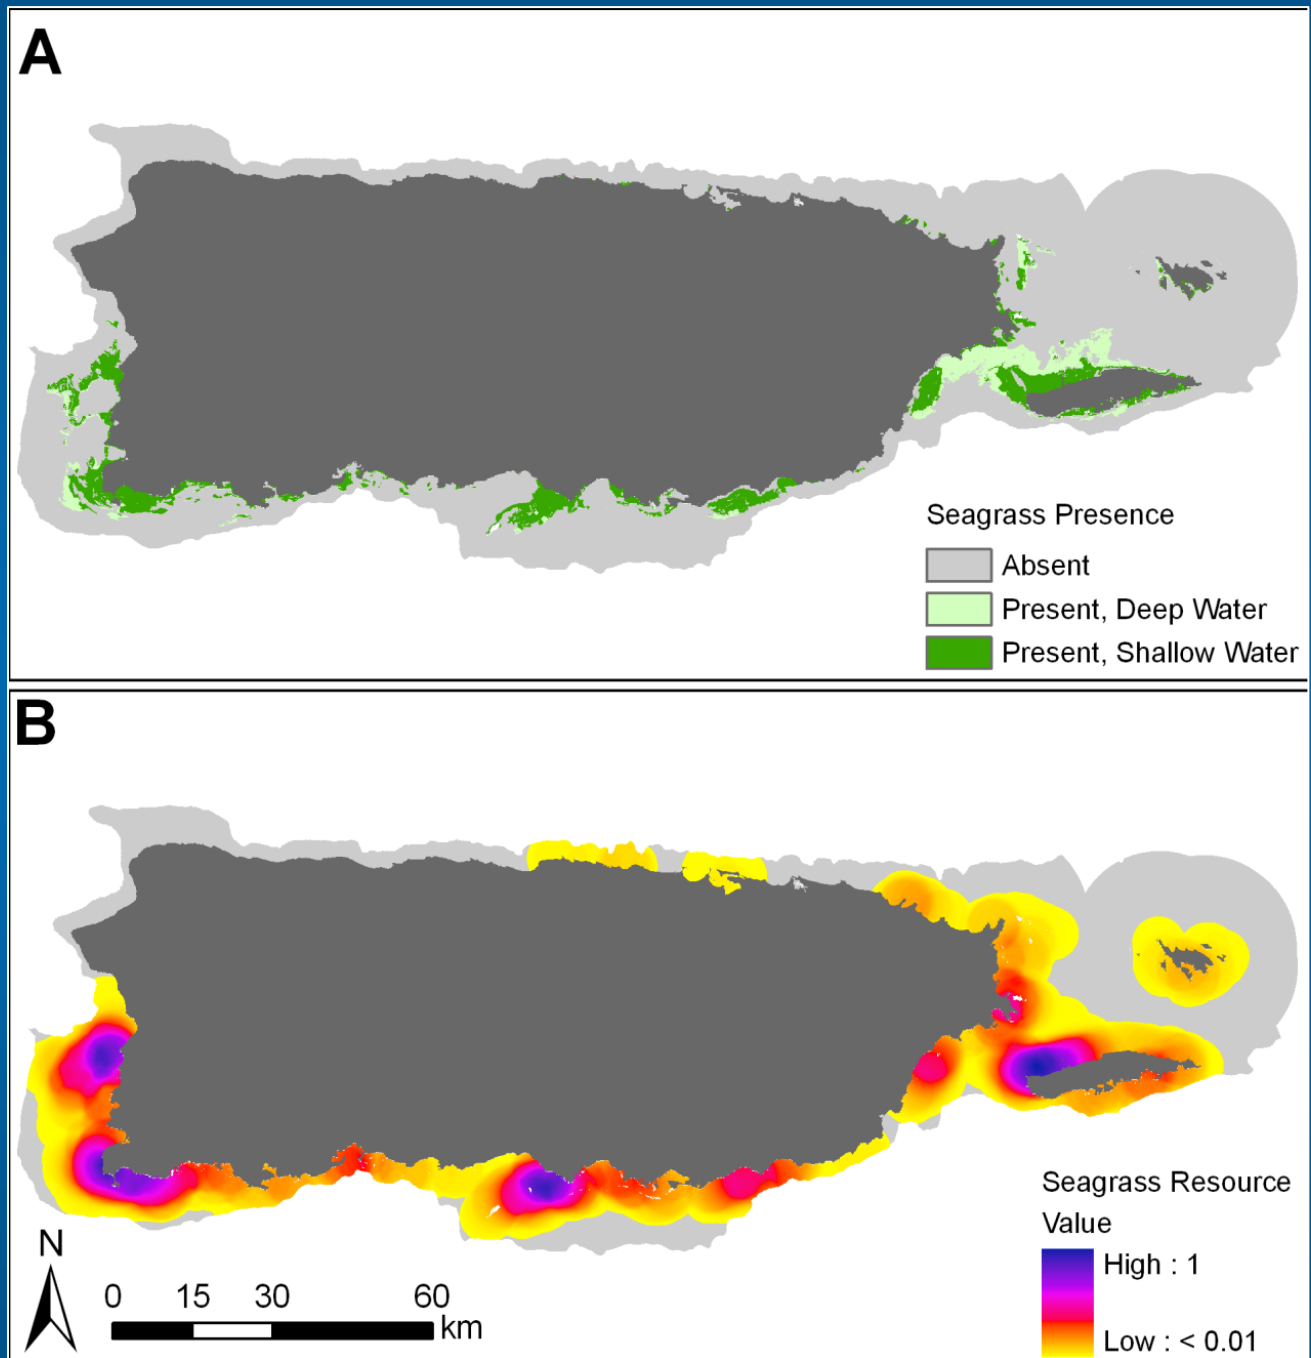 A
Seagrass Presence
Absent
Present, Deep Water
Present, Shallow Water
B
Seagrass Resource
Value
High : 1
Low : < 0.01
N
0 15 30 60
km